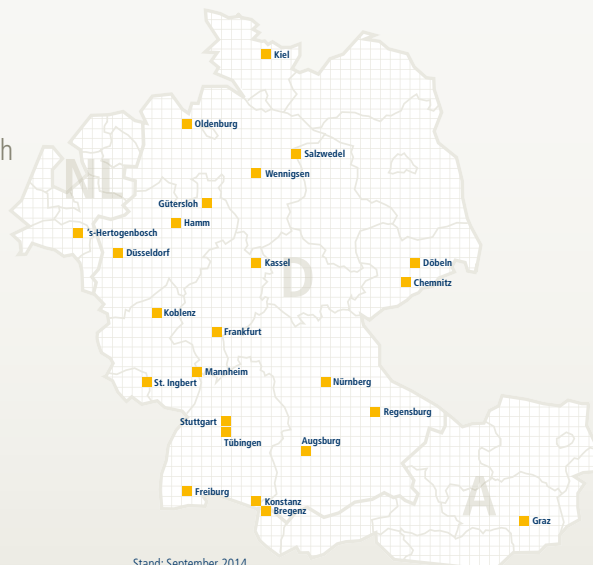 Kiel
Oldenburg
h
Salzwedel
Wennigsen
NL
Gütersloh
Hamm
's-Hertogenbosch
Düsseldorf
Kassel
Döbeln
D
Chemnitz
Koblenz
Frankfurt
Mannheim
St. Ingbert
Nürnberg
Regensburg
Stuttgart
Tübingen
Augsburg
Freiburg
A
Konstanz
Bregenz
Graz
Stand: September 2014